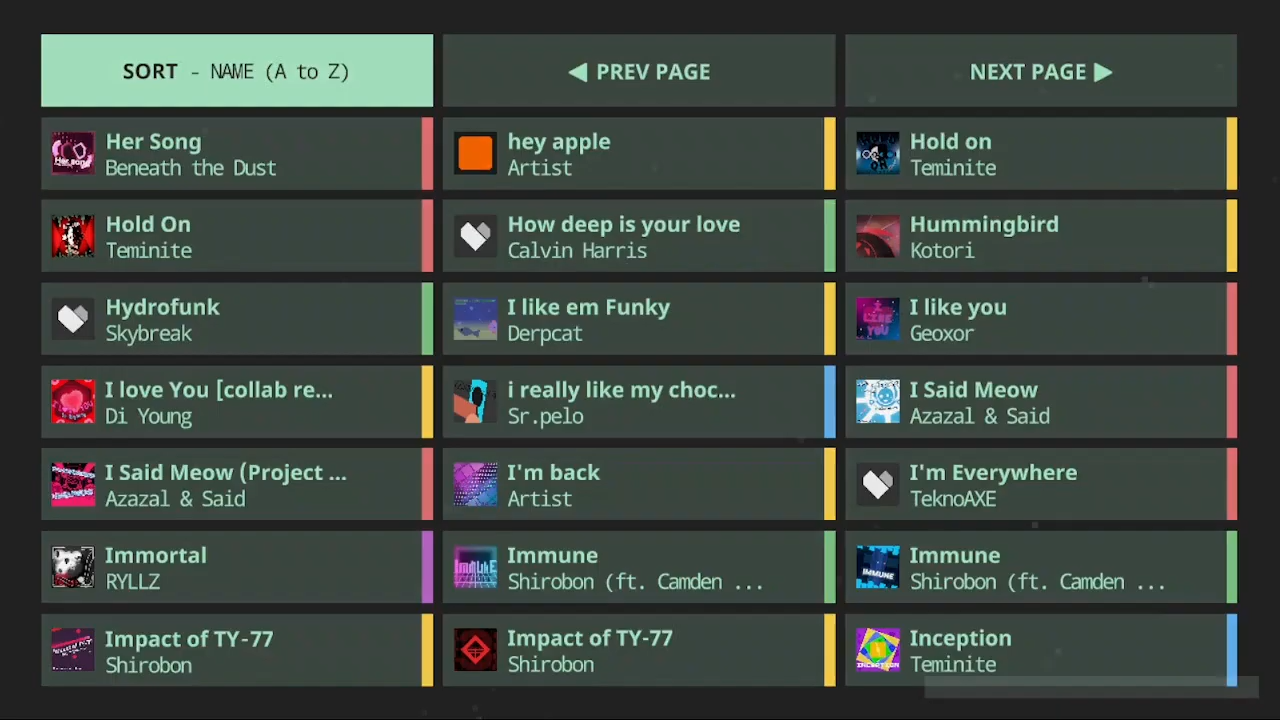 SORT - NAME (A to Z)
◀ PREV PAGE
NEXT PAGE ▶
Her Song
Beneath the Dust
hey apple
Artist
Hold on
Teminite
Hold On
Teminite
How deep is your love
Calvin Harris
Hummingbird
Kotori
Hydrofunk
Skybreak
I like em Funky
Derpcat
I like you
Geoxor
I love You [collab re...
Di Young
i really like my choc...
Sr.pelo
I Said Meow
Azazal & Said
I Said Meow (Project ...
Azazal & Said
I'm back
Artist
I'm Everywhere
TeknoAXE
Immortal
RYLLZ
Immune
Shirobon (ft. Camden ...
Immune
Shirobon (ft. Camden ...
Impact of TY-77
Shirobon
Impact of TY-77
Shirobon
Inception
Teminite